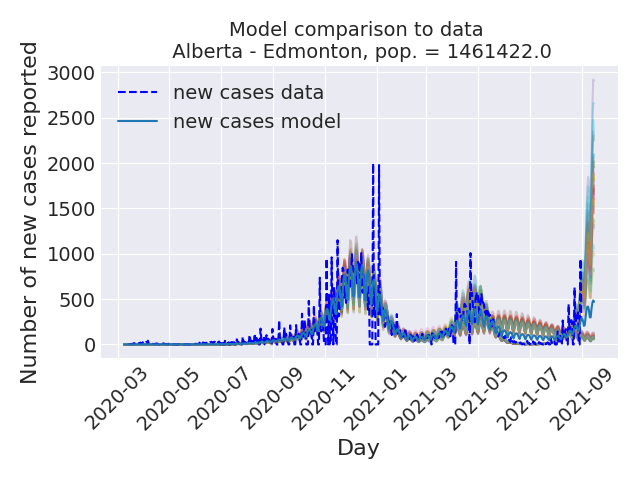 Model comparison to data
Alberta - Edmonton, pop. = 1461422.0
Number of new cases reported
3000
2500
2000
1500
1000
500
0
new cases data
new cases model
2020-03
2020-05
2020-07
2020-09
2020-11
2021-01
2021-03
2021-05
2021-07
2021-09
Day